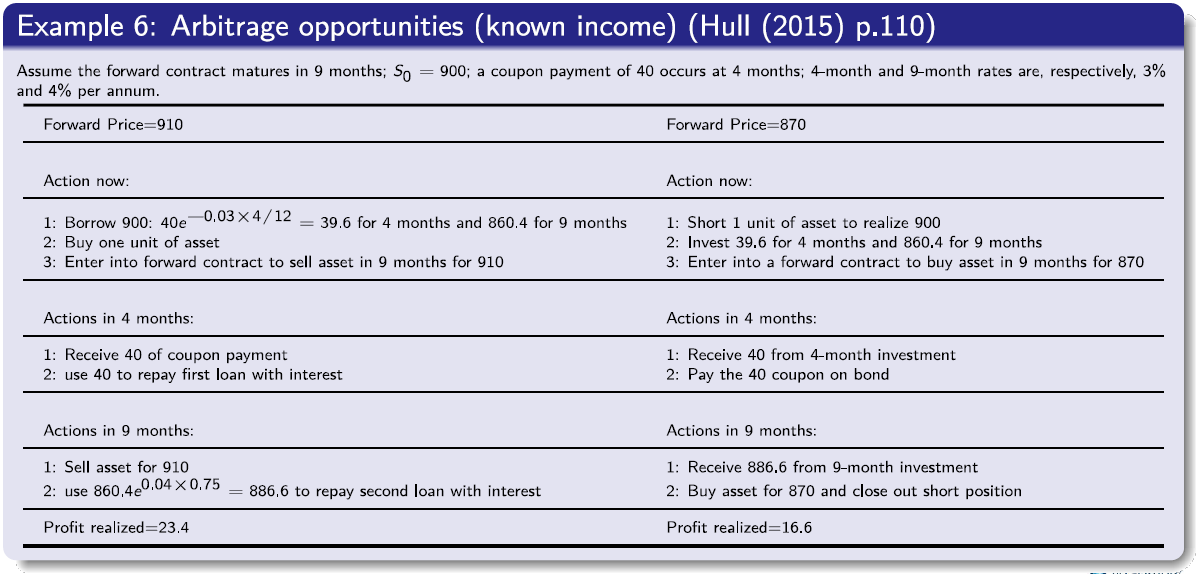 Example 6: Arbitrage opportunities (known income) (Hull (2015) p.110)
Assume the forward contract matures in 9 months; S₀ = 900; a coupon payment of 40 occurs at 4 months; 4-month and 9-month rates are, respectively, 3%
and 4% per annum.
Forward Price=910 Forward Price=870
Action now: Action now:
1: Borrow 900: 40e^{−0.03×4/12} = 39.6 for 4 months and 860.4 for 9 months 1: Short 1 unit of asset to realize 900
2: Buy one unit of asset 2: Invest 39.6 for 4 months and 860.4 for 9 months
3: Enter into forward contract to sell asset in 9 months for 910 3: Enter into a forward contract to buy asset in 9 months for 870
Actions in 4 months: Actions in 4 months:
1: Receive 40 of coupon payment 1: Receive 40 from 4-month investment
2: use 40 to repay first loan with interest 2: Pay the 40 coupon on bond
Actions in 9 months: Actions in 9 months:
1: Sell asset for 910 1: Receive 886.6 from 9-month investment
2: use 860.4e^{0.04×0.75} = 886.6 to repay second loan with interest 2: Buy asset for 870 and close out short position
Profit realized=23.4 Profit realized=16.6